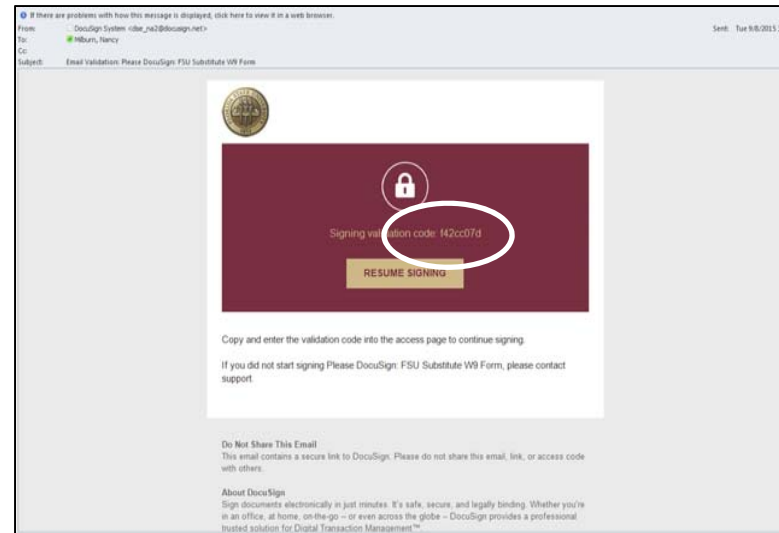 If there are problems with how this message is displayed, click here to view it in a web browser.
From: DocuSign System <dse_na2@docusign.net>
Sent: Tue 9/8/2015
To: Milburn, Nancy
Cc:
Subject: Email Validation: Please DocuSign: FSU Substitute W9 Form
Signing validation code: f42cc07d
RESUME SIGNING
Copy and enter the validation code into the access page to continue signing.
If you did not start signing Please DocuSign: FSU Substitute W9 Form, please contact
support.
Do Not Share This Email
This email contains a secure link to DocuSign. Please do not share this email, link, or access code
with others.
About DocuSign
Sign documents electronically in just minutes. It's safe, secure, and legally binding. Whether you're
in an office, at home, on-the-go – or even across the globe – DocuSign provides a professional
trusted solution for Digital Transaction Management™.